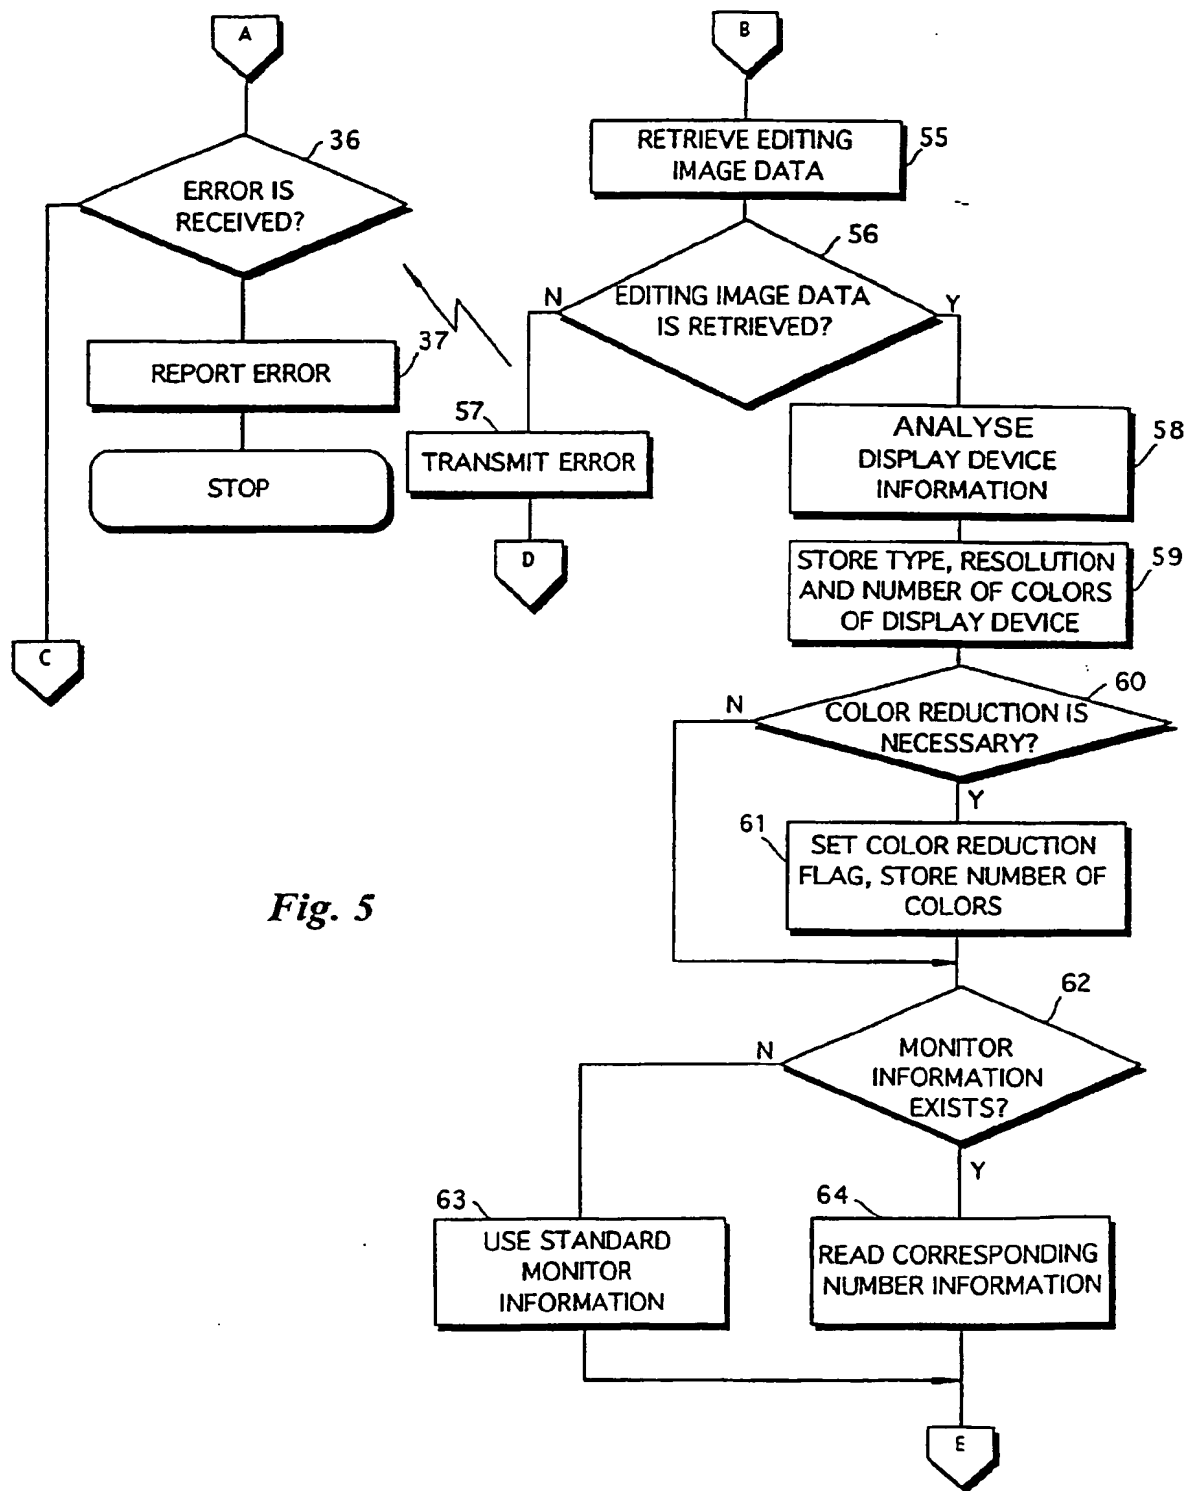 A
36
ERROR IS
RECEIVED?
37
REPORT ERROR
STOP
C
B
RETRIEVE EDITING
IMAGE DATA
55
56
EDITING IMAGE DATA
IS RETRIEVED?
N
Y
57
TRANSMIT ERROR
D
ANALYSE
DISPLAY DEVICE
INFORMATION
58
STORE TYPE, RESOLUTION
AND NUMBER OF COLORS
OF DISPLAY DEVICE
59
60
COLOR REDUCTION IS
NECESSARY?
N
Y
61
SET COLOR REDUCTION
FLAG, STORE NUMBER OF
COLORS
Fig. 5
62
MONITOR
INFORMATION
EXISTS?
N
Y
63
USE STANDARD
MONITOR
INFORMATION
64
READ CORRESPONDING
NUMBER INFORMATION
E